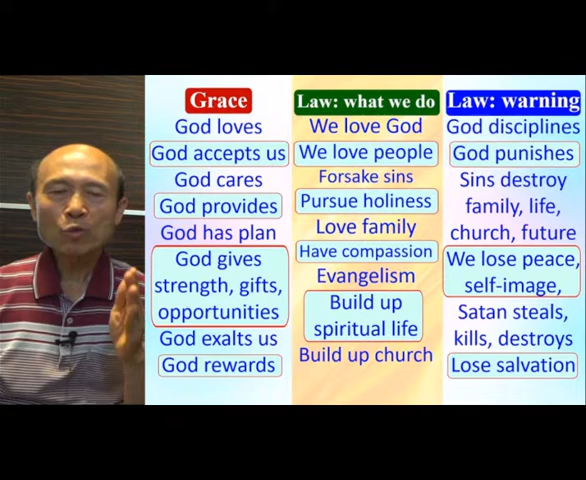 Grace
God loves
God accepts us
God cares
God provides
God has plan
God gives
strength, gifts,
opportunities
God exalts us
God rewards
Law: what we do
We love God
We love people
Forsake sins
Pursue holiness
Love family
Have compassion
Evangelism
Build up
spiritual life
Build up church
Law: warning
God disciplines
God punishes
Sins destroy
family, life,
church, future
We lose peace,
self-image,
Satan steals,
kills, destroys
Lose salvation